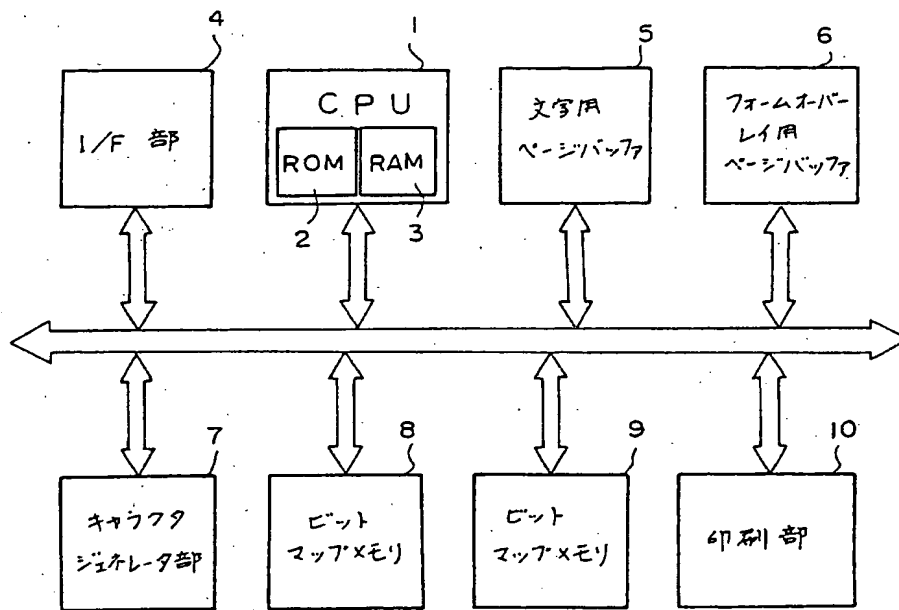 4
1
5
6
I/F 部
CPU
ROM
RAM
2
3
文字用
ページバッファ
フォームオーバー
レイ用
ページバッファ
7
8
9
10
キャラクタ
ジェネレータ部
ビット
マップメモリ
ビット
マップメモリ
印刷部